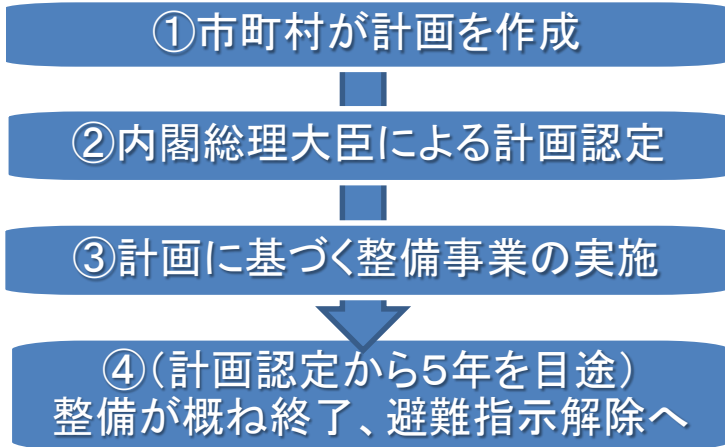 ①市町村が計画を作成
②内閣総理大臣による計画認定
③計画に基づく整備事業の実施
④(計画認定から5年を目途)
整備が概ね終了、避難指示解除へ